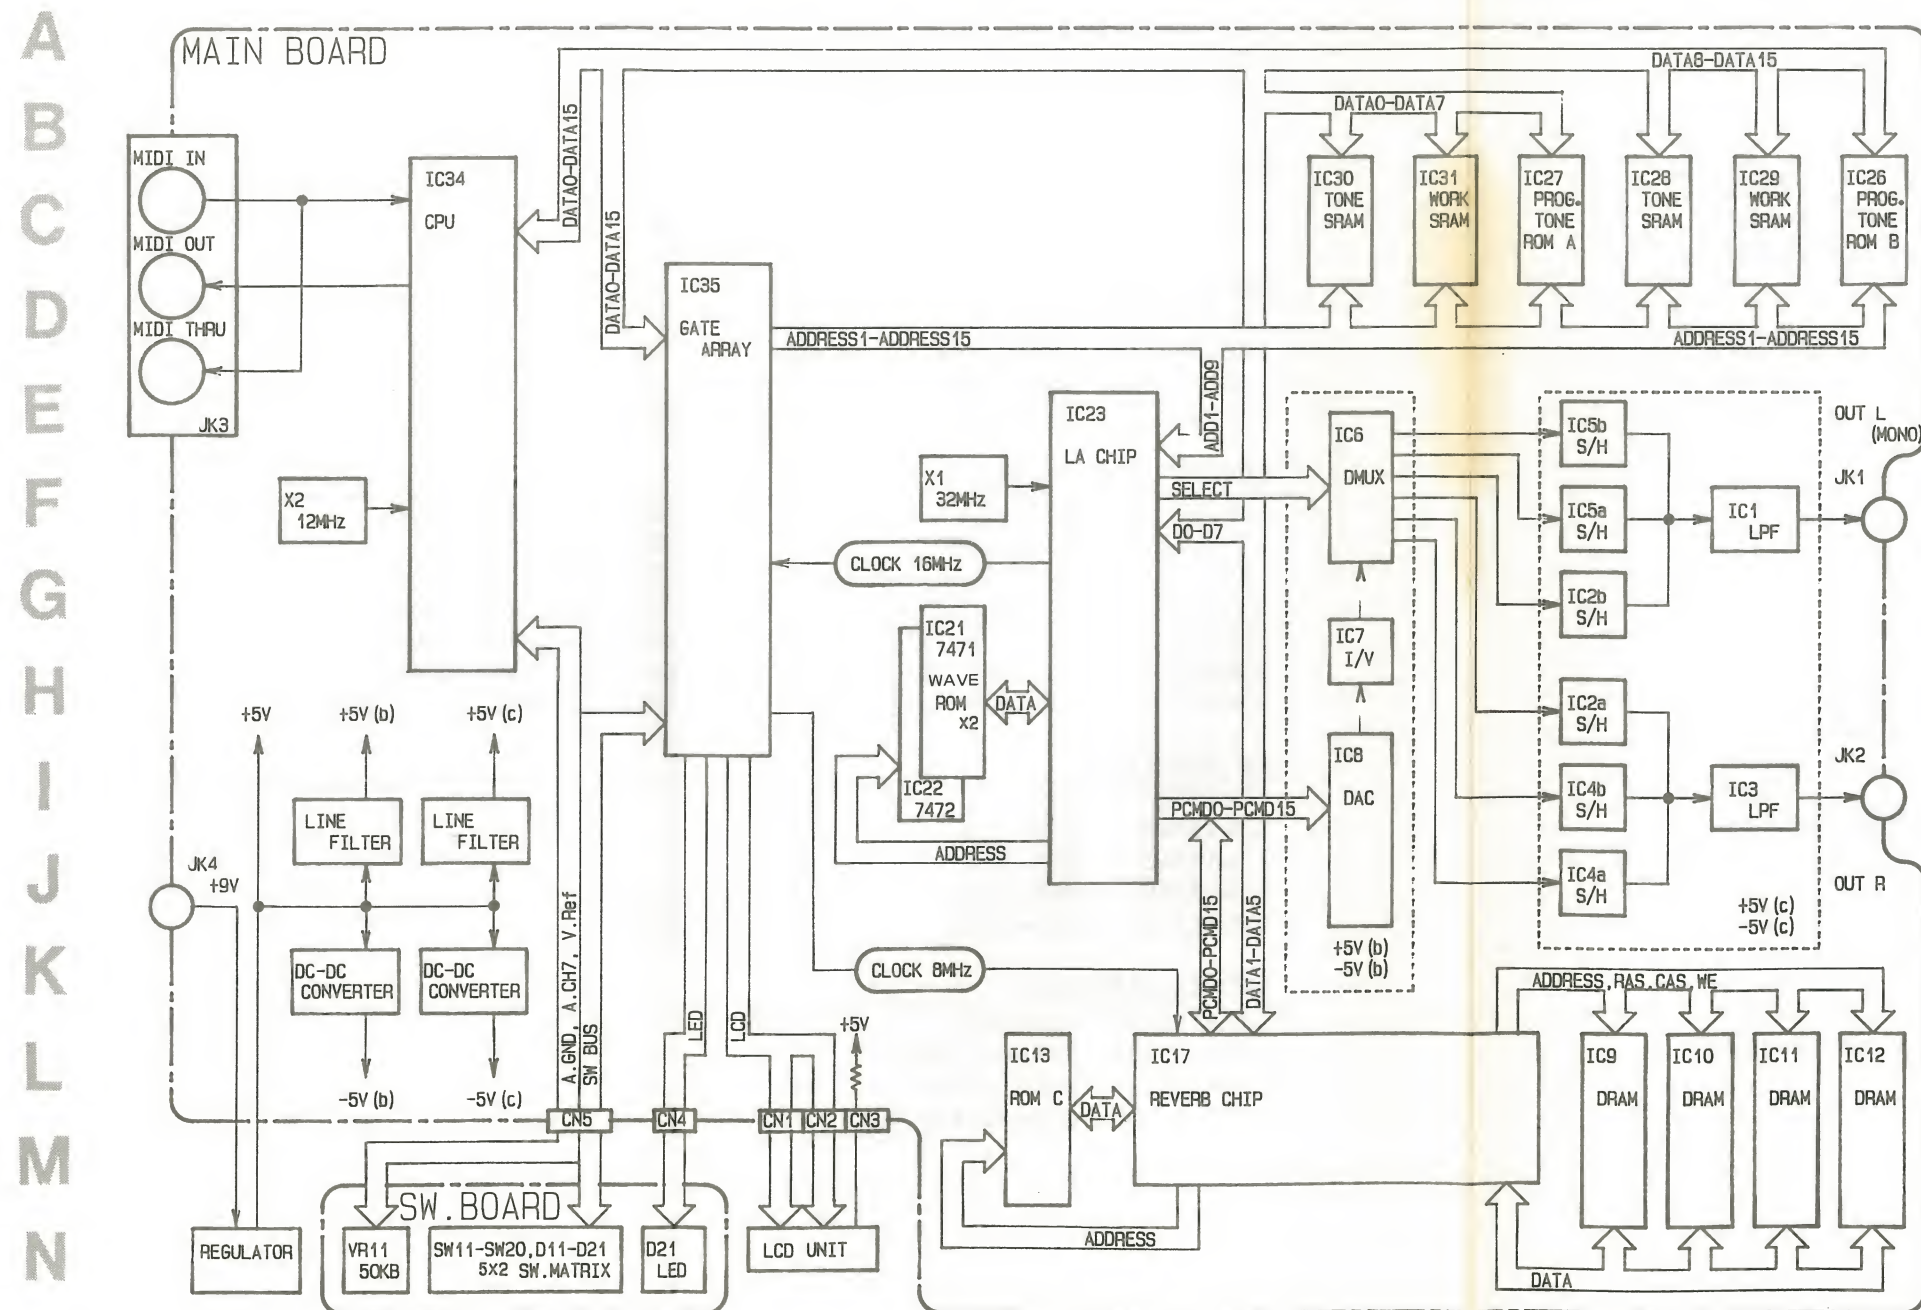 A
B
C
D
E
F
G
H
I
J
K
L
M
N
MAIN BOARD
MIDI IN
MIDI OUT
MIDI THRU
JK3
IC34
CPU
X2
12MHz
DATA0-DATA15
DATA0-DATA15
IC35
GATE
ARRAY
ADDRESS1-ADDRESS15
DATA8-DATA15
DATA0-DATA7
IC30
TONE
SRAM
IC31
WORK
SRAM
IC27
PROG.
TONE
ROM A
IC28
TONE
SRAM
IC29
WORK
SRAM
IC26
PROG.
TONE
ROM B
ADDRESS1-ADDRESS15
ADD1-ADD9
IC23
LA CHIP
X1
32MHz
SELECT
D0-D7
CLOCK 16MHz
IC21
7471
WAVE
ROM
X2
IC22
7472
DATA
ADDRESS
PCMD0-PCMD15
IC6
DMUX
IC7
I/V
IC8
DAC
+5V (b)
-5V (b)
IC5b
S/H
IC5a
S/H
IC2b
S/H
IC2a
S/H
IC4b
S/H
IC4a
S/H
IC1
LPF
IC3
LPF
+5V (c)
-5V (c)
OUT L
(MONO)
JK1
JK2
OUT R
+5V
+5V (b)
+5V (c)
LINE
FILTER
LINE
FILTER
JK4
+9V
DC-DC
CONVERTER
DC-DC
CONVERTER
-5V (b)
-5V (c)
A.GND, A.CH7, V.Ref
SW BUS
LED
LCD
CLOCK 8MHz
+5V
PCMD0-PCMD15
DATA1-DATA5
IC13
ROM C
DATA
IC17
REVERB CHIP
ADDRESS
ADDRESS,RAS,CAS,WE
IC9
DRAM
IC10
DRAM
IC11
DRAM
IC12
DRAM
DATA
CN5
CN4
CN1
CN2
CN3
SW.BOARD
REGULATOR
VR11
50KB
SW11-SW20,D11-D21
5X2 SW.MATRIX
D21
LED
LCD UNIT